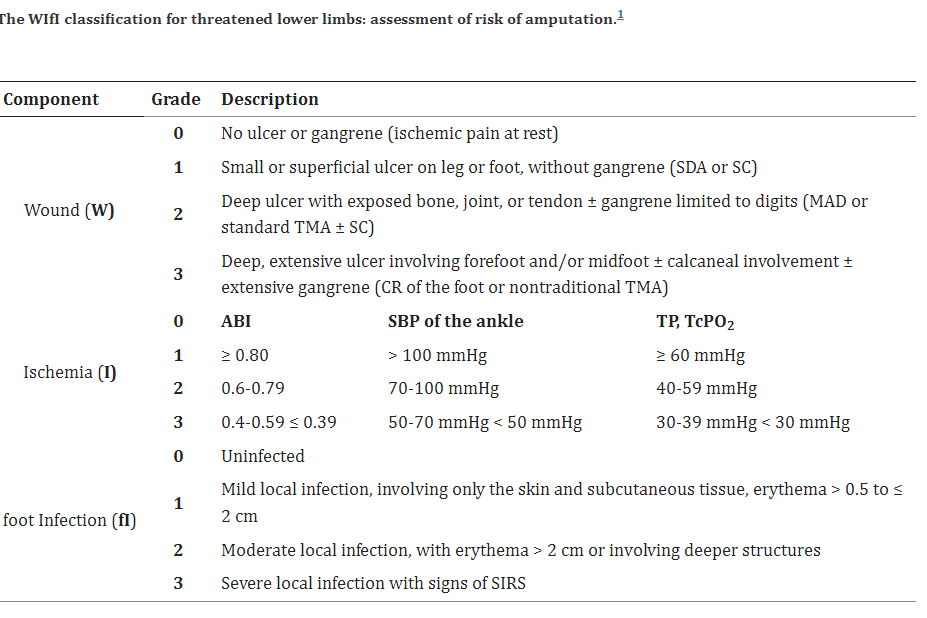 The WIfI classification for threatened lower limbs: assessment of risk of amputation.1
Component Grade Description
Wound (W)
0 No ulcer or gangrene (ischemic pain at rest)
1 Small or superficial ulcer on leg or foot, without gangrene (SDA or SC)
2 Deep ulcer with exposed bone, joint, or tendon ± gangrene limited to digits (MAD or
standard TMA ± SC)
3 Deep, extensive ulcer involving forefoot and/or midfoot ± calcaneal involvement ±
extensive gangrene (CR of the foot or nontraditional TMA)
Ischemia (I)
0 ABI SBP of the ankle TP, TcPO2
1 ≥ 0.80 > 100 mmHg ≥ 60 mmHg
2 0.6-0.79 70-100 mmHg 40-59 mmHg
3 0.4-0.59 ≤ 0.39 50-70 mmHg < 50 mmHg 30-39 mmHg < 30 mmHg
foot Infection (fI)
0 Uninfected
1 Mild local infection, involving only the skin and subcutaneous tissue, erythema > 0.5 to ≤
2 cm
2 Moderate local infection, with erythema > 2 cm or involving deeper structures
3 Severe local infection with signs of SIRS